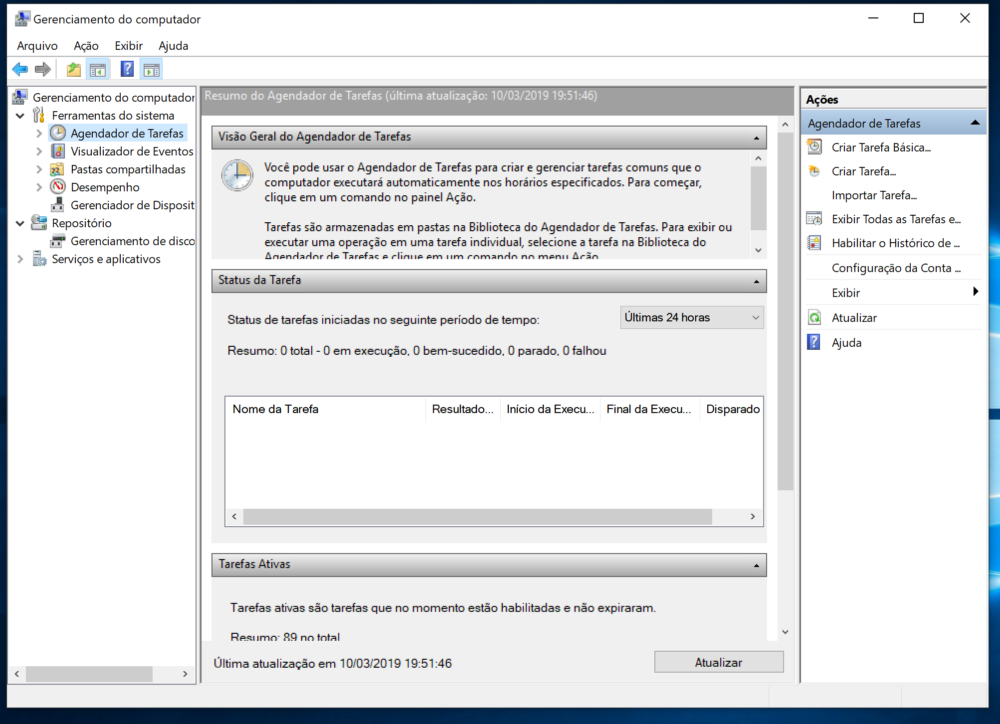 Gerenciamento do computador
Arquivo Ação Exibir Ajuda
Gerenciamento do computador
Ferramentas do sistema
Agendador de Tarefas
Visualizador de Eventos
Pastas compartilhadas
Desempenho
Gerenciador de Disposit
Repositório
Gerenciamento de disco
Serviços e aplicativos
Resumo do Agendador de Tarefas (última atualização: 10/03/2019 19:51:46)
Visão Geral do Agendador de Tarefas
Você pode usar o Agendador de Tarefas para criar e gerenciar tarefas comuns que o
computador executará automaticamente nos horários especificados. Para começar,
clique em um comando no painel Ação.
Tarefas são armazenadas em pastas na Biblioteca do Agendador de Tarefas. Para exibir ou
executar uma operação em uma tarefa individual, selecione a tarefa na Biblioteca do
Agendador de Tarefas e clique em um comando no menu Ação.
Status da Tarefa
Status de tarefas iniciadas no seguinte período de tempo:
Últimas 24 horas
Resumo: 0 total - 0 em execução, 0 bem-sucedido, 0 parado, 0 falhou
Nome da Tarefa Resultado... Início da Execu... Final da Execu... Disparado
Tarefas Ativas
Tarefas ativas são tarefas que no momento estão habilitadas e não expiraram.
Resumo: 89 no total
Última atualização em 10/03/2019 19:51:46
Atualizar
Ações
Agendador de Tarefas
Criar Tarefa Básica...
Criar Tarefa...
Importar Tarefa...
Exibir Todas as Tarefas e...
Habilitar o Histórico de ...
Configuração da Conta ...
Exibir
Atualizar
Ajuda